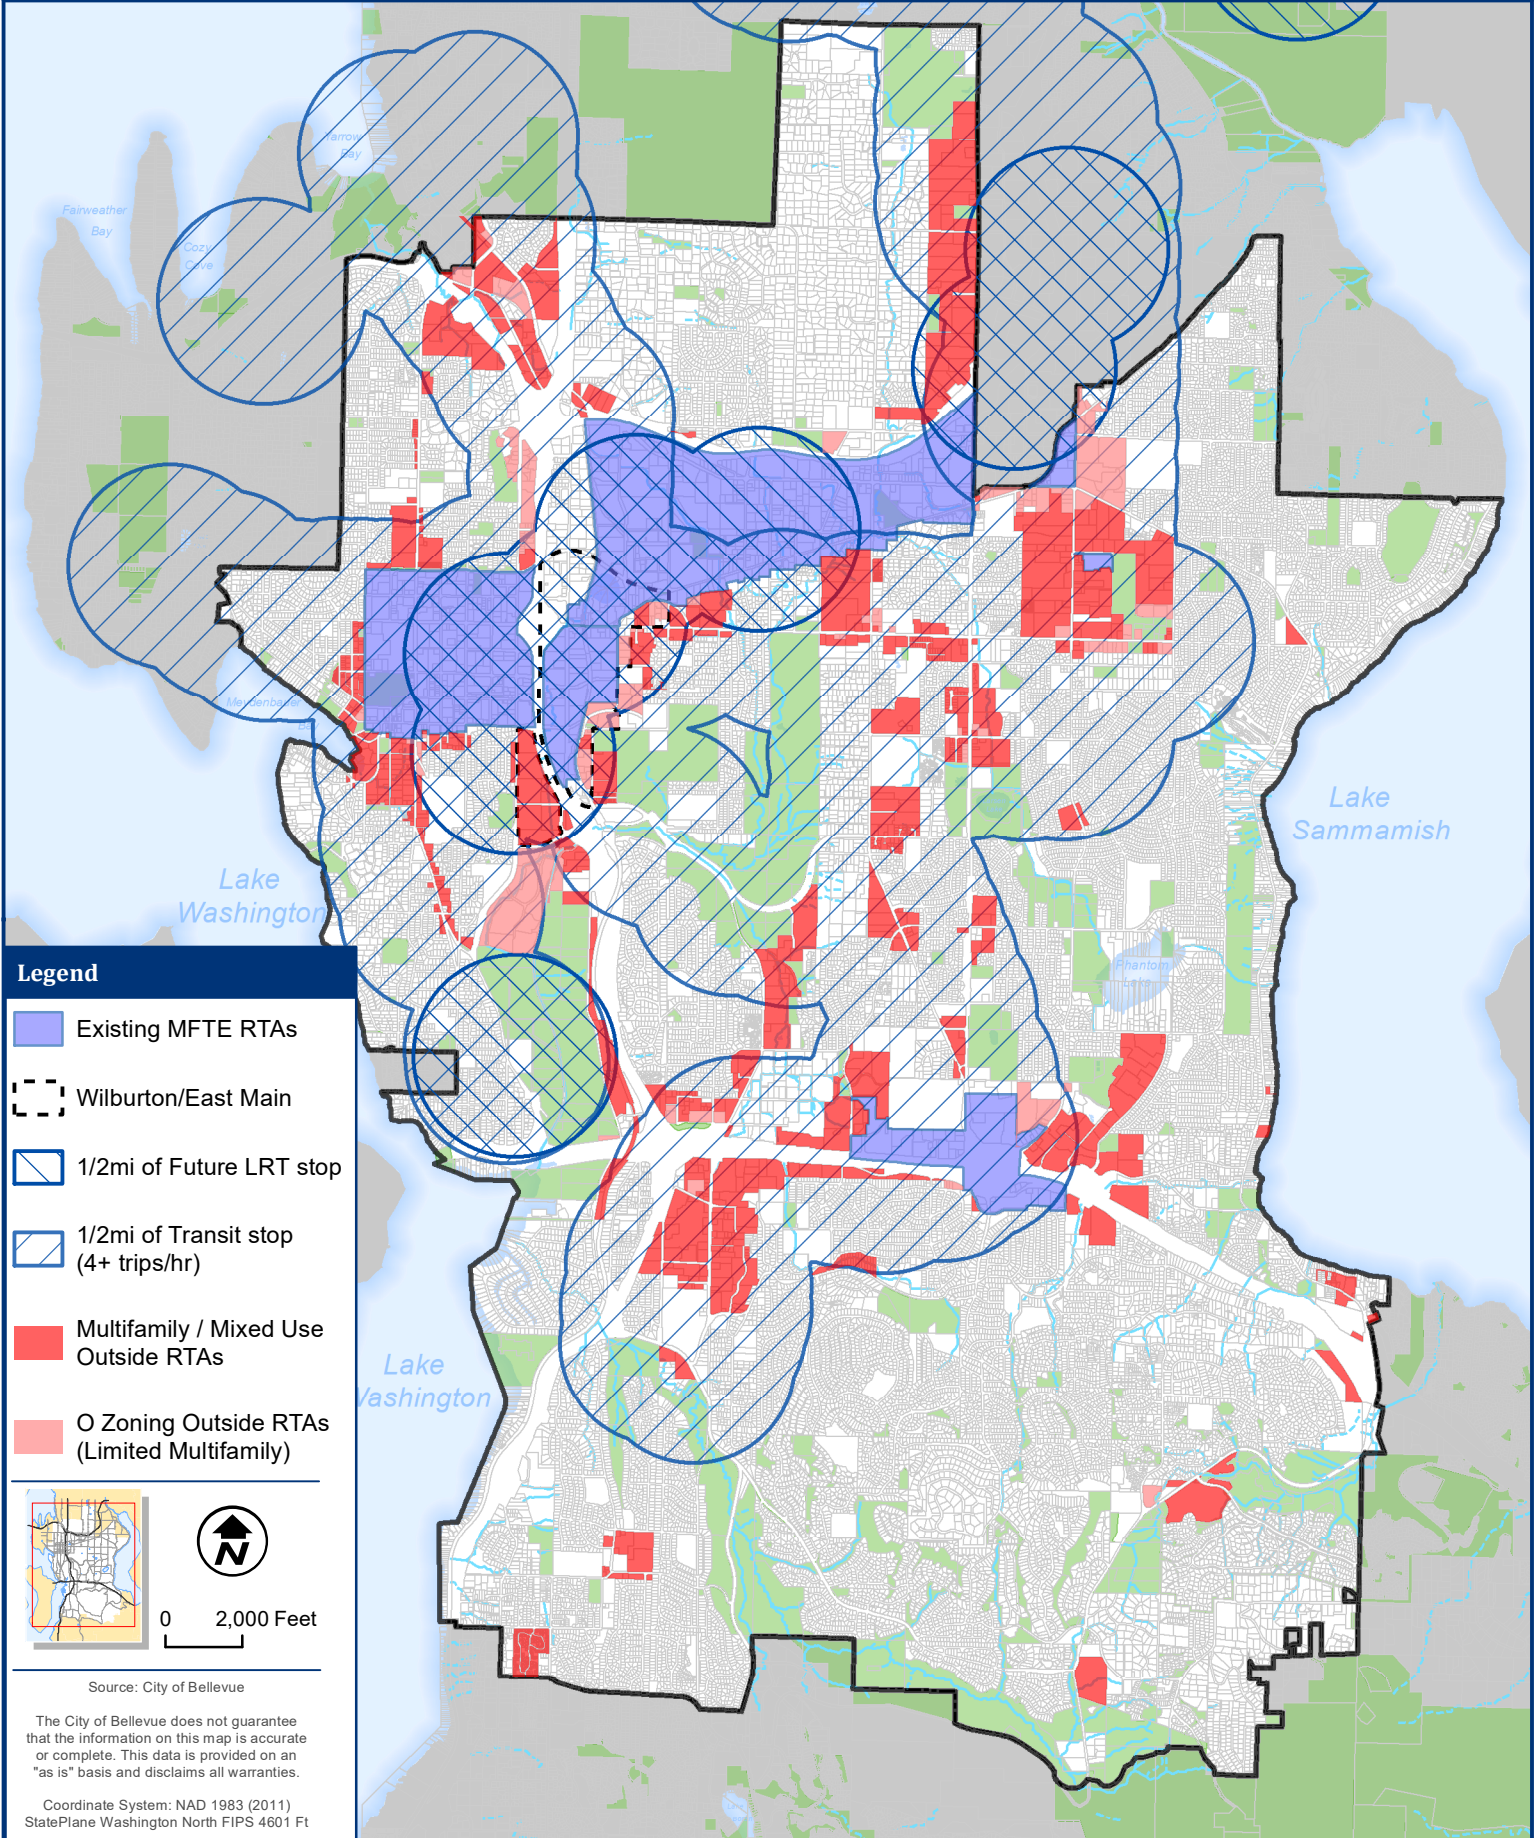 Yarrow
Bay
Fairweather
Bay
Cozy
Cove
Meydenbauer
Bay
Lake
Sammamish
Lake
Washington
Phantom
Lake
Lake
Washington
Legend
Existing MFTE RTAs
Wilburton/East Main
1/2mi of Future LRT stop
1/2mi of Transit stop
(4+ trips/hr)
Multifamily / Mixed Use
Outside RTAs
O Zoning Outside RTAs
(Limited Multifamily)
N
0 2,000 Feet
Source: City of Bellevue
The City of Bellevue does not guarantee
that the information on this map is accurate
or complete. This data is provided on an
"as is" basis and disclaims all warranties.
Coordinate System: NAD 1983 (2011)
StatePlane Washington North FIPS 4601 Ft